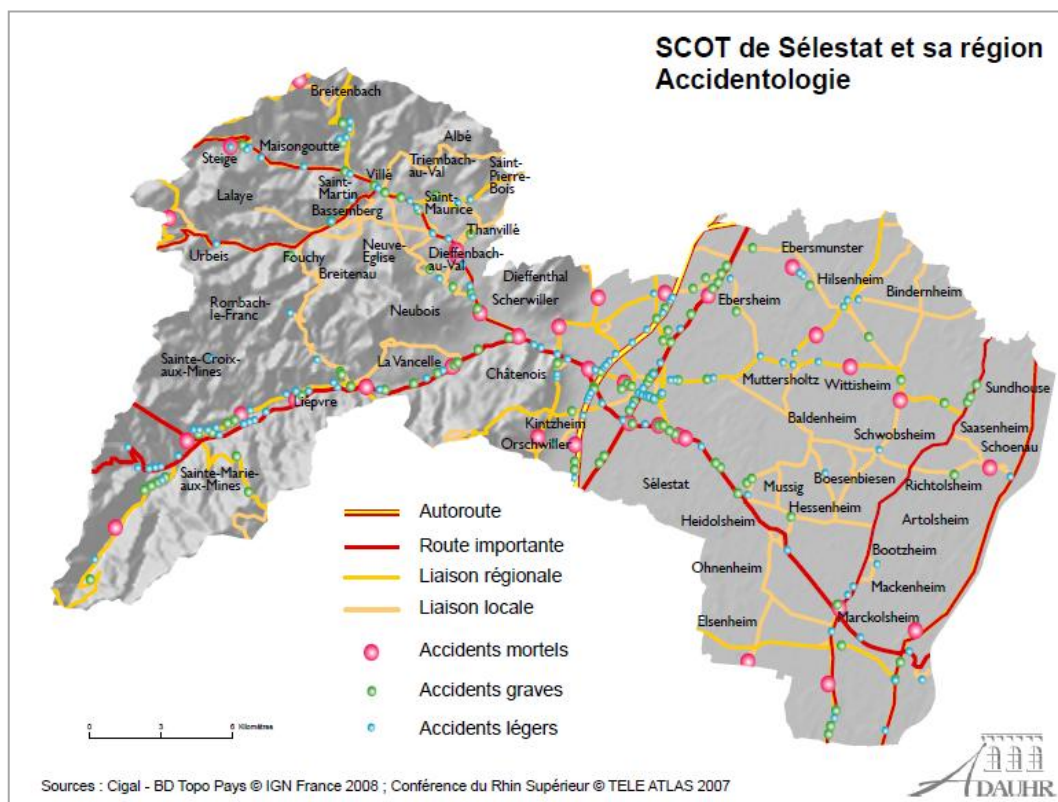 SCOT de Sélestat et sa région
Accidentologie
Breitenbach
Albé
Maisongoutte
Steige
Triembach-
au-Val
Saint-
Pierre-
Bois
Villé
Saint-
Martin
Lalaye
Saint-
Maurice
Bassemberg
Thanvillé
Neuve-
Eglise
Dieffenbach-
au-Val
Urbeis
Fouchy
Breitenau
Dieffenthal
Scherwiller
Ebersmunster
Hilsenheim
Bindernheim
Ebersheim
Rombach-
le-Franc
Neubois
Sainte-Croix-
aux-Mines
La Vancelle
Châtenois
Lièpvre
Muttersholtz
Wittisheim
Sundhouse
Baldenheim
Kintzheim
Orschwiller
Schwobsheim
Saasenheim
Schoenau
Sainte-Marie-
aux-Mines
Sélestat
Mussig
Boesenbiesen
Richtolsheim
Hessenheim
Heidolsheim
Artolsheim
Ohnenheim
Bootzheim
Mackenheim
Elsenheim
Marckolsheim
Autoroute
Route importante
Liaison régionale
Liaison locale
Accidents mortels
Accidents graves
Accidents légers
0 3 6 Kilomètres
Sources : Cigal - BD Topo Pays © IGN France 2008 ; Conférence du Rhin Supérieur © TELE ATLAS 2007
ADAUHR